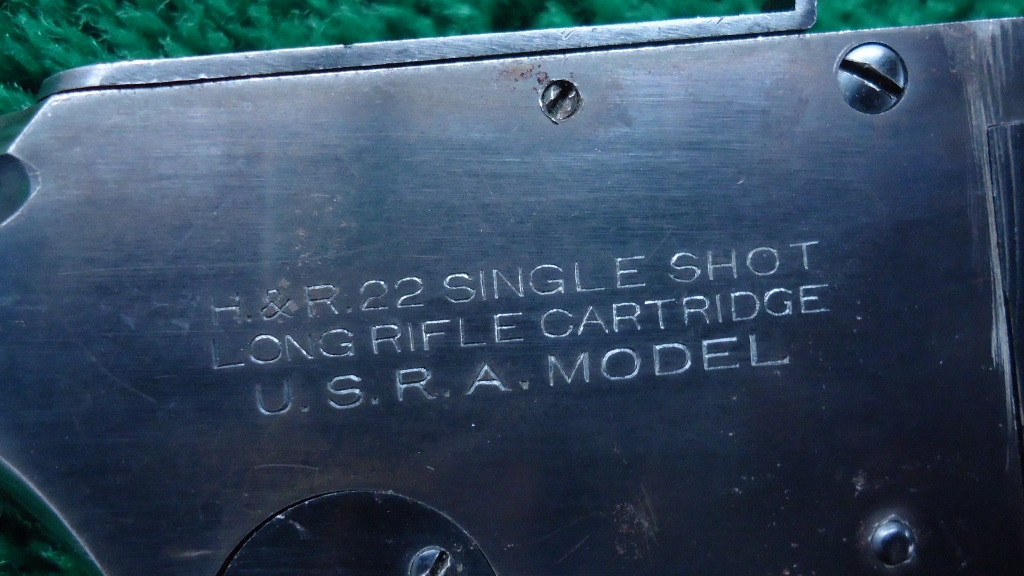 H.&R.22 SINGLE SHOT
LONG RIFLE CARTRIDGE
U.S.R.A. MODEL